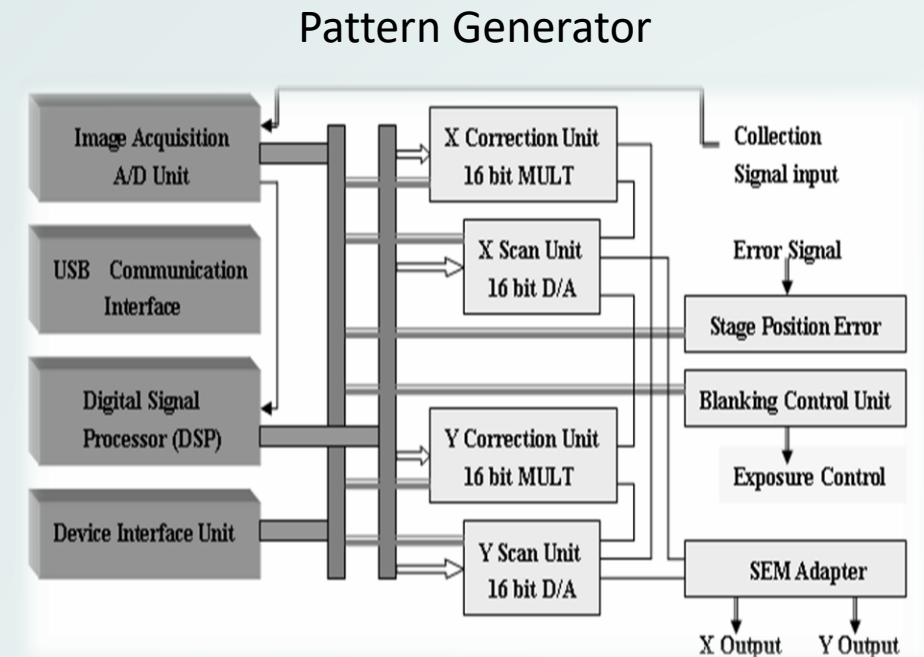 Pattern Generator
Image Acquisition
A/D Unit
USB Communication
Interface
Digital Signal
Processor (DSP)
Device Interface Unit
X Correction Unit
16 bit MULT
X Scan Unit
16 bit D/A
Y Correction Unit
16 bit MULT
Y Scan Unit
16 bit D/A
Collection
Signal input
Error Signal
Stage Position Error
Blanking Control Unit
Exposure Control
SEM Adapter
X Output Y Output